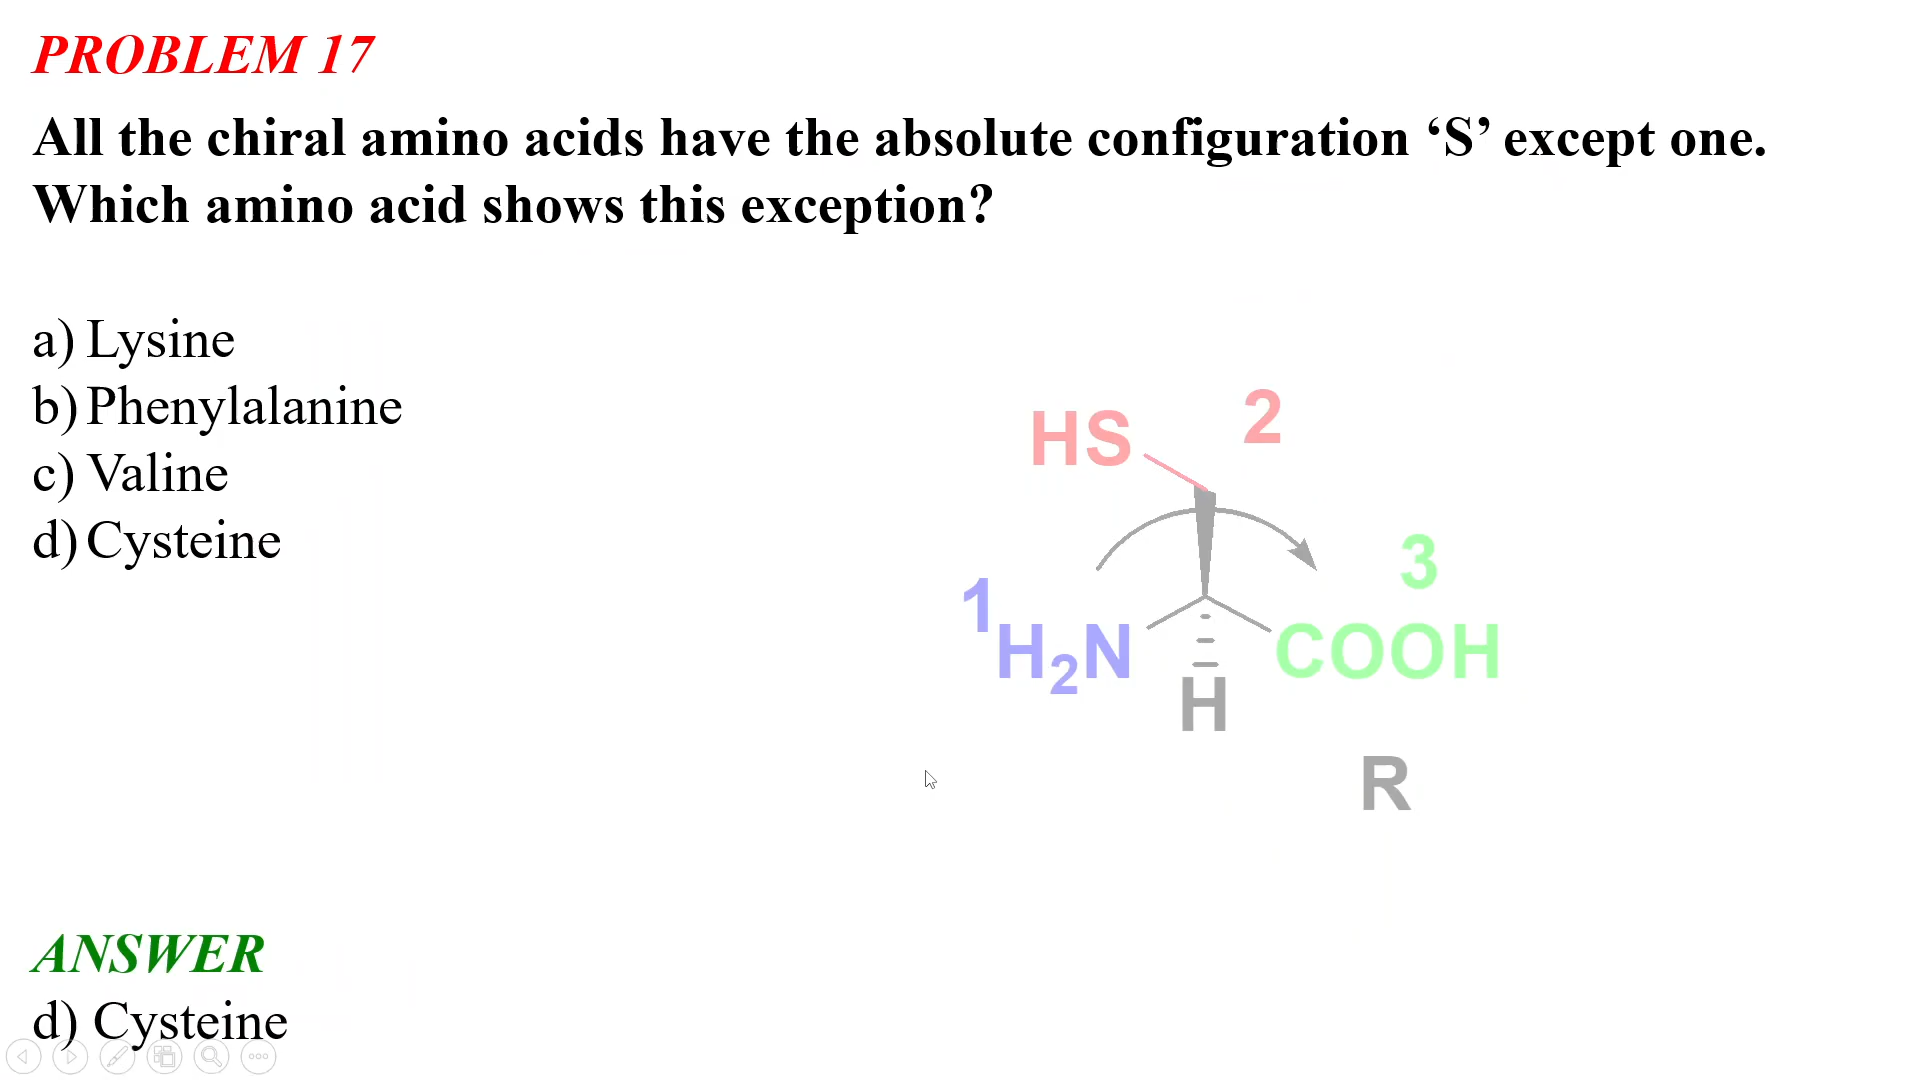 PROBLEM 17
All the chiral amino acids have the absolute configuration ‘S’ except one.
Which amino acid shows this exception?
a) Lysine
b) Phenylalanine
c) Valine
d) Cysteine
HS 2
3
1
H₂N COOH
H
R
ANSWER
d) Cysteine